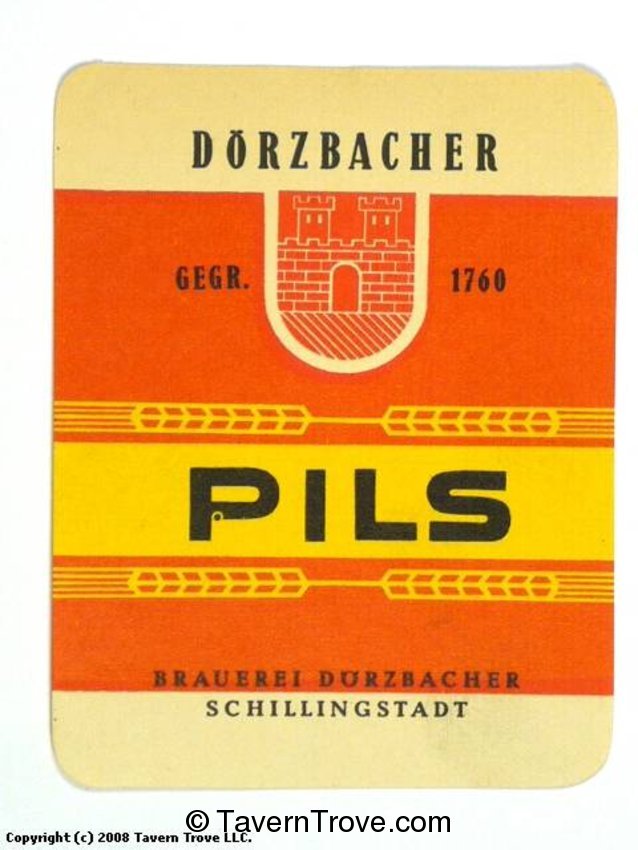 DÖRZBACHER
GEGR. 1760
PILS
BRAUEREI DÖRZBACHER
SCHILLINGSTADT
© TavernTrove.com
Copyright (c) 2008 Tavern Trove LLC.